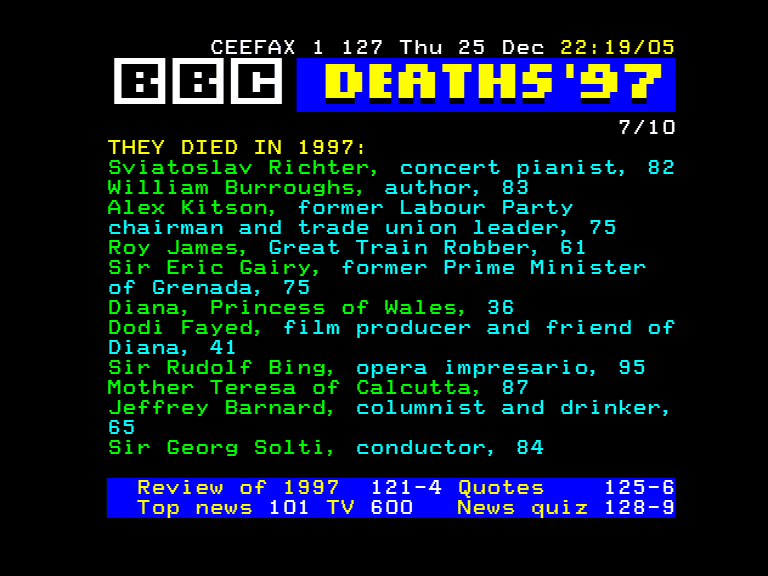 CEEFAX 1 127 Thu 25 Dec 22:19/05
BBC DEATHS '97
7/10
THEY DIED IN 1997:
Sviatoslav Richter, concert pianist, 82
William Burroughs, author, 83
Alex Kitson, former Labour Party
chairman and trade union leader, 75
Roy James, Great Train Robber, 61
Sir Eric Gairy, former Prime Minister
of Grenada, 75
Diana, Princess of Wales, 36
Dodi Fayed, film producer and friend of
Diana, 41
Sir Rudolf Bing, opera impresario, 95
Mother Teresa of Calcutta, 87
Jeffrey Barnard, columnist and drinker,
65
Sir Georg Solti, conductor, 84
Review of 1997 121-4 Quotes 125-6
Top news 101 TV 600 News quiz 128-9